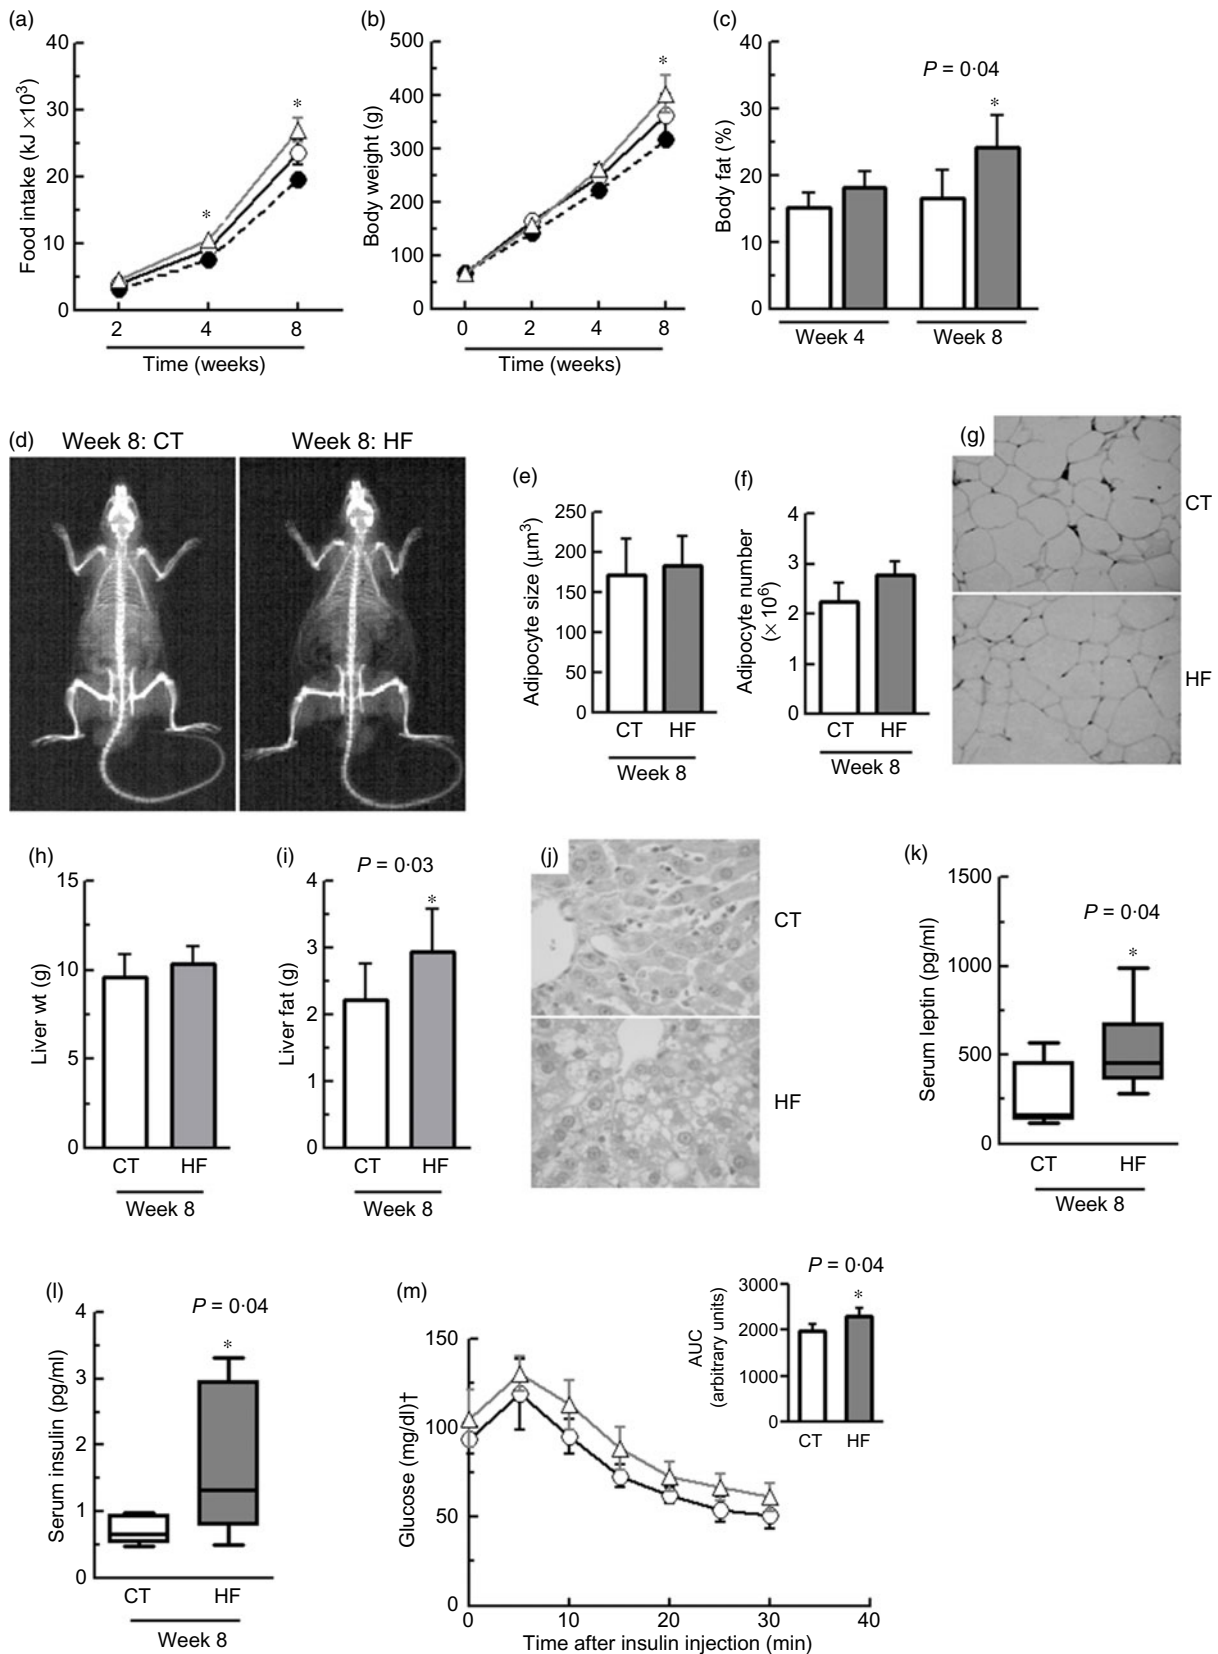 (a)
40
30
20
10
0
Food intake (kJ ×10³)
*
*
2 4 8
Time (weeks)
(b)
500
400
300
200
100
0
Body weight (g)
*
0 2 4 8
Time (weeks)
(c)
40
30
20
10
0
Body fat (%)
P = 0·04
*
Week 4 Week 8
(d)
Week 8: CT Week 8: HF
(e)
250
200
150
100
50
0
Adipocyte size (µm³)
CT HF
Week 8
(f)
4
3
2
1
0
Adipocyte number
(× 10⁶)
CT HF
Week 8
(g)
CT
HF
(h)
15
10
5
0
Liver wt (g)
CT HF
Week 8
(i)
P = 0·03
4
3
2
1
0
Liver fat (g)
*
CT HF
Week 8
(j)
CT
HF
(k)
1500
1000
500
0
Serum leptin (pg/ml)
P = 0·04
*
CT HF
Week 8
(l)
4
3
2
1
0
Serum insulin (pg/ml)
P = 0·04
*
CT HF
Week 8
(m)
150
100
50
0
Glucose (mg/dl)†
0 10 20 30 40
Time after insulin injection (min)
P = 0·04
3000
2000
1000
0
AUC
(arbitrary units)
*
CT HF